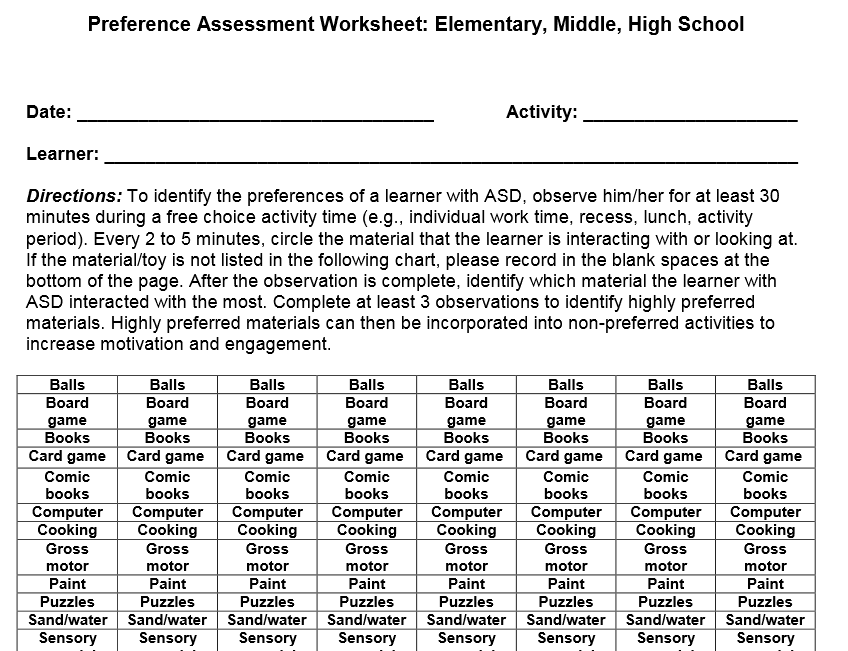 Preference Assessment Worksheet: Elementary, Middle, High School
Date: ___________________________________ Activity: _____________________
Learner: ____________________________________________________________________
Directions: To identify the preferences of a learner with ASD, observe him/her for at least 30
minutes during a free choice activity time (e.g., individual work time, recess, lunch, activity
period). Every 2 to 5 minutes, circle the material that the learner is interacting with or looking at.
If the material/toy is not listed in the following chart, please record in the blank spaces at the
bottom of the page. After the observation is complete, identify which material the learner with
ASD interacted with the most. Complete at least 3 observations to identify highly preferred
materials. Highly preferred materials can then be incorporated into non-preferred activities to
increase motivation and engagement.
Balls Balls Balls Balls Balls Balls Balls Balls
Board Board Board Board Board Board Board Board
game game game game game game game game
Books Books Books Books Books Books Books Books
Card game Card game Card game Card game Card game Card game Card game Card game
Comic Comic Comic Comic Comic Comic Comic Comic
books books books books books books books books
Computer Computer Computer Computer Computer Computer Computer Computer
Cooking Cooking Cooking Cooking Cooking Cooking Cooking Cooking
Gross Gross Gross Gross Gross Gross Gross Gross
motor motor motor motor motor motor motor motor
Paint Paint Paint Paint Paint Paint Paint Paint
Puzzles Puzzles Puzzles Puzzles Puzzles Puzzles Puzzles Puzzles
Sand/water Sand/water Sand/water Sand/water Sand/water Sand/water Sand/water Sand/water
Sensory Sensory Sensory Sensory Sensory Sensory Sensory Sensory